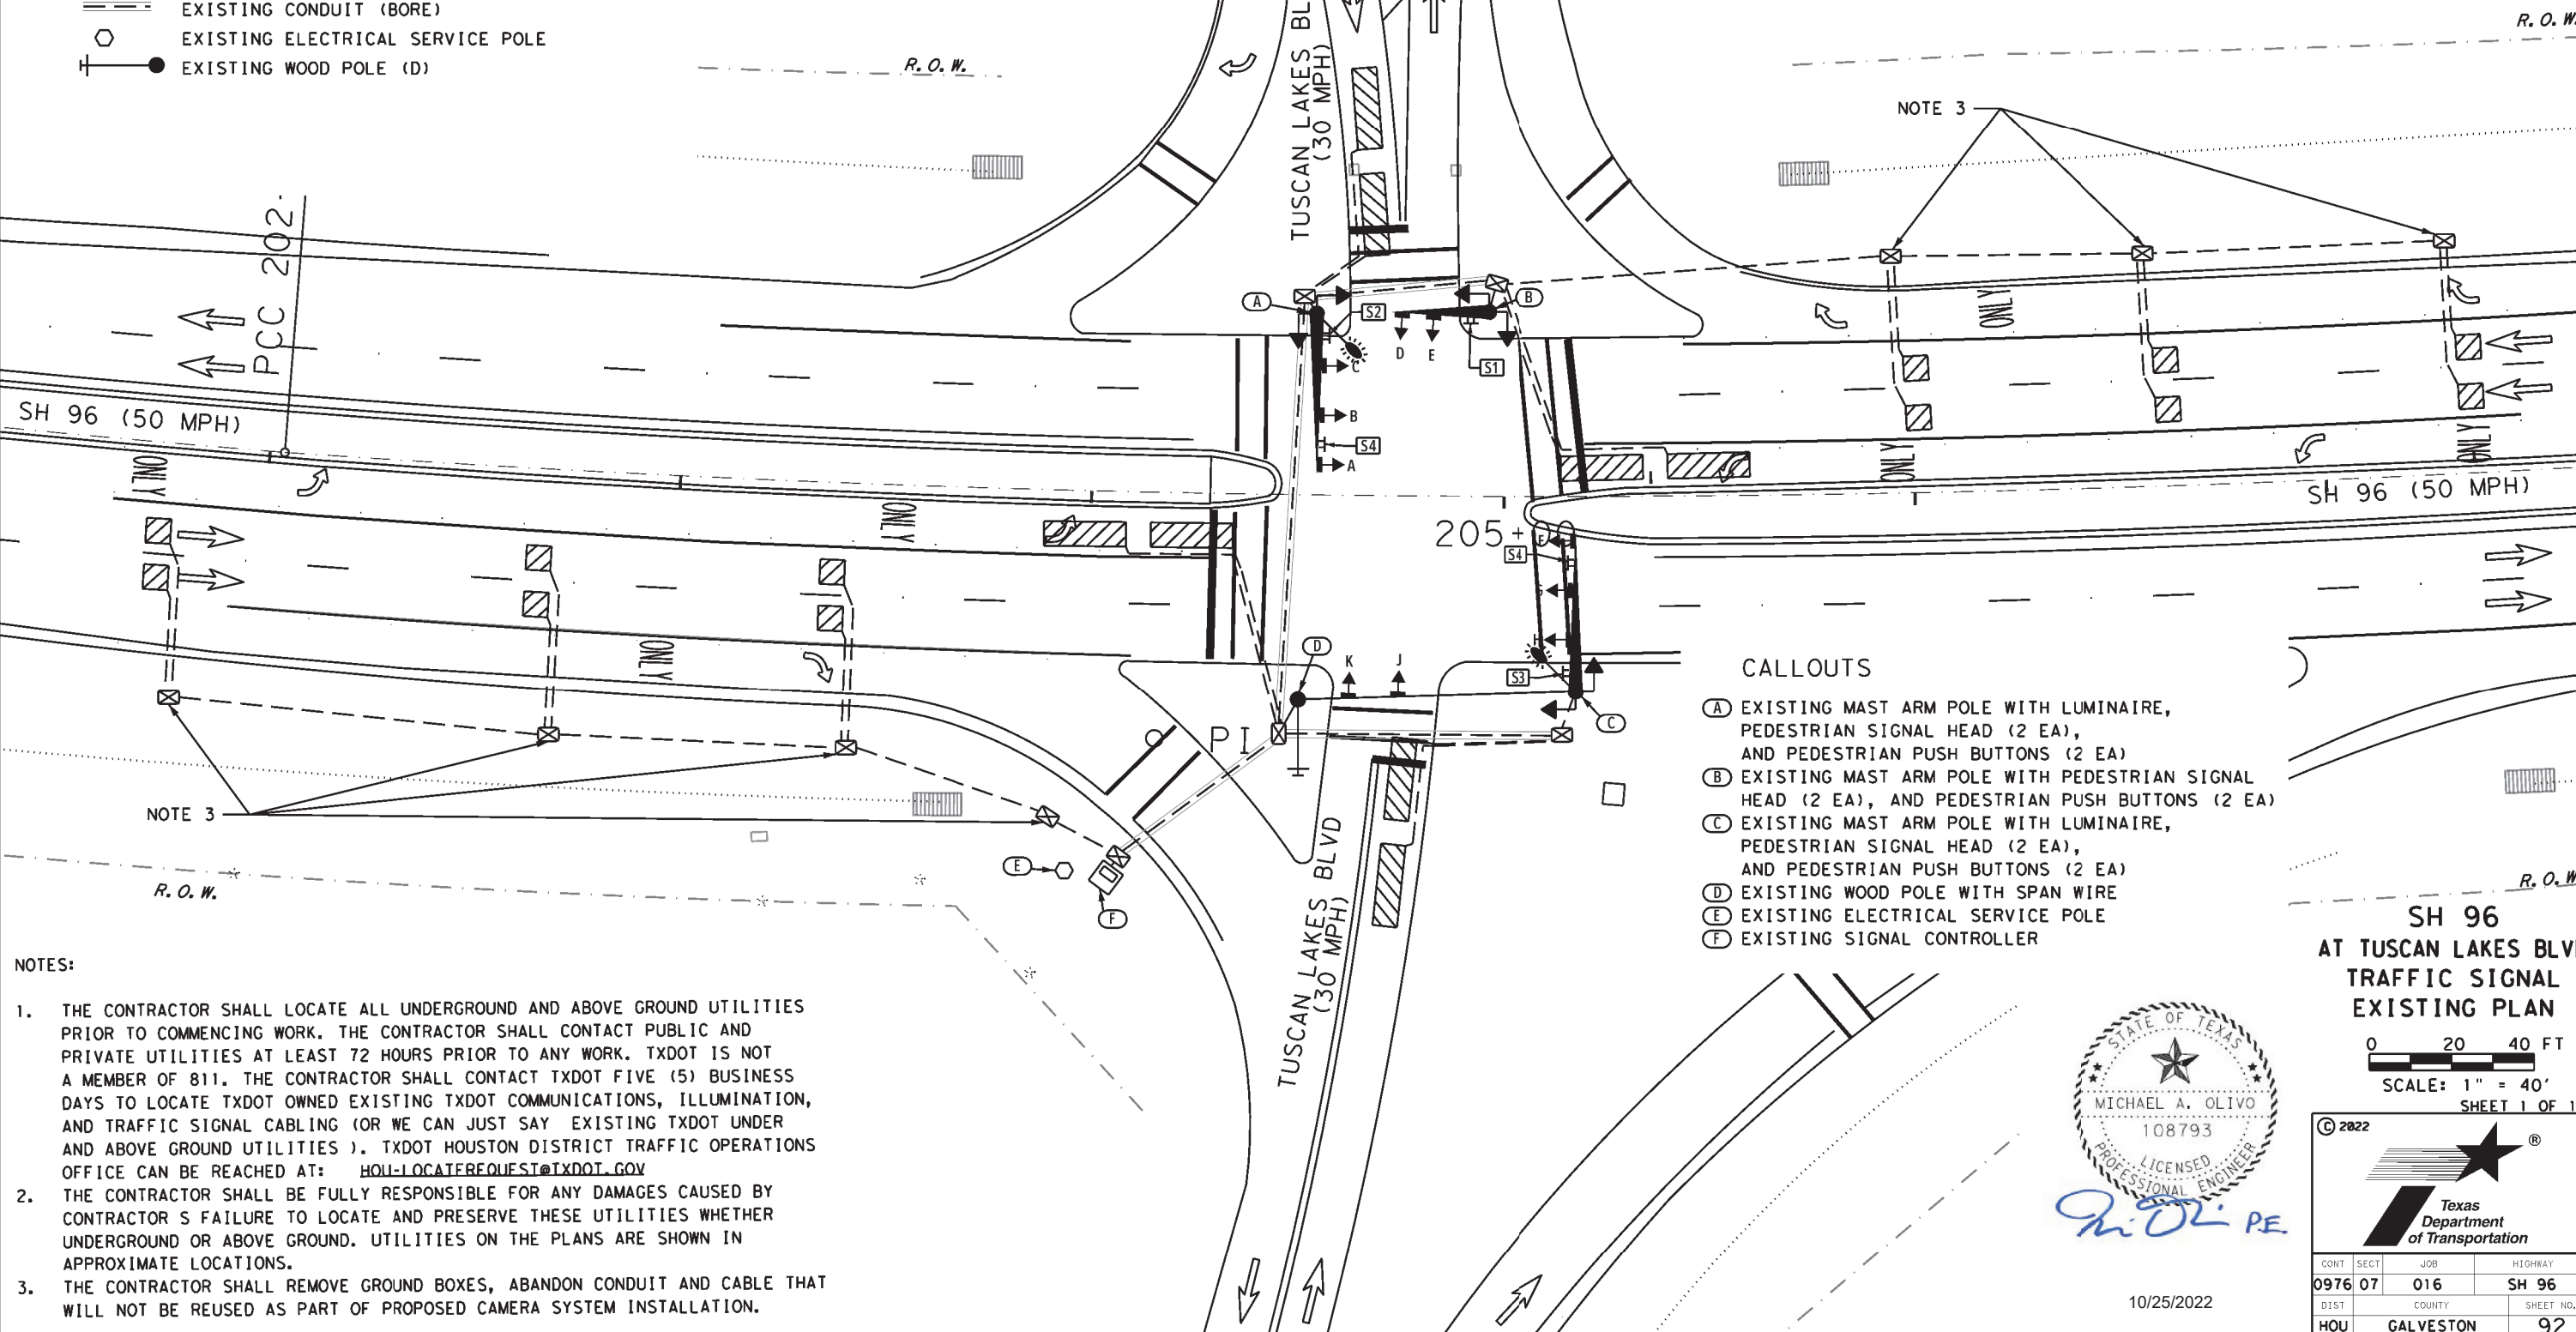 EXISTING CONDUIT (BORE)
EXISTING ELECTRICAL SERVICE POLE
EXISTING WOOD POLE (D)
R.O.W.
TUSCAN LAKES BL
(30 MPH)
R.O.W.
NOTE 3
PCC 202
SH 96 (50 MPH)
ONLY
ONLY
ONLY
ONLY
ONLY
ONLY
SH 96 (50 MPH)
A
B
S2
D
E
S1
C
B
S4
A
205+
F
S4
G
H
S3
C
D
K
J
PI
NOTE 3
E
F
R.O.W.
TUSCAN LAKES BLVD
(30 MPH)
CALLOUTS
A EXISTING MAST ARM POLE WITH LUMINAIRE,
PEDESTRIAN SIGNAL HEAD (2 EA),
AND PEDESTRIAN PUSH BUTTONS (2 EA)
B EXISTING MAST ARM POLE WITH PEDESTRIAN SIGNAL
HEAD (2 EA), AND PEDESTRIAN PUSH BUTTONS (2 EA)
C EXISTING MAST ARM POLE WITH LUMINAIRE,
PEDESTRIAN SIGNAL HEAD (2 EA),
AND PEDESTRIAN PUSH BUTTONS (2 EA)
D EXISTING WOOD POLE WITH SPAN WIRE
E EXISTING ELECTRICAL SERVICE POLE
F EXISTING SIGNAL CONTROLLER
R.O.W
NOTES:
1. THE CONTRACTOR SHALL LOCATE ALL UNDERGROUND AND ABOVE GROUND UTILITIES
PRIOR TO COMMENCING WORK. THE CONTRACTOR SHALL CONTACT PUBLIC AND
PRIVATE UTILITIES AT LEAST 72 HOURS PRIOR TO ANY WORK. TXDOT IS NOT
A MEMBER OF 811. THE CONTRACTOR SHALL CONTACT TXDOT FIVE (5) BUSINESS
DAYS TO LOCATE TXDOT OWNED EXISTING TXDOT COMMUNICATIONS, ILLUMINATION,
AND TRAFFIC SIGNAL CABLING (OR WE CAN JUST SAY EXISTING TXDOT UNDER
AND ABOVE GROUND UTILITIES ). TXDOT HOUSTON DISTRICT TRAFFIC OPERATIONS
OFFICE CAN BE REACHED AT: HOU-LOCATEREQUEST@TXDOT.GOV
2. THE CONTRACTOR SHALL BE FULLY RESPONSIBLE FOR ANY DAMAGES CAUSED BY
CONTRACTOR S FAILURE TO LOCATE AND PRESERVE THESE UTILITIES WHETHER
UNDERGROUND OR ABOVE GROUND. UTILITIES ON THE PLANS ARE SHOWN IN
APPROXIMATE LOCATIONS.
3. THE CONTRACTOR SHALL REMOVE GROUND BOXES, ABANDON CONDUIT AND CABLE THAT
WILL NOT BE REUSED AS PART OF PROPOSED CAMERA SYSTEM INSTALLATION.
STATE OF TEXAS
MICHAEL A. OLIVO
108793
LICENSED
PROFESSIONAL ENGINEER
P.E.
10/25/2022
SH 96
AT TUSCAN LAKES BLV
TRAFFIC SIGNAL
EXISTING PLAN
0 20 40 FT
SCALE: 1" = 40'
SHEET 1 OF 1
© 2022
®
Texas
Department
of Transportation
CONT SECT JOB HIGHWAY
0976 07 016 SH 96
DIST COUNTY SHEET NO.
HOU GALVESTON 92